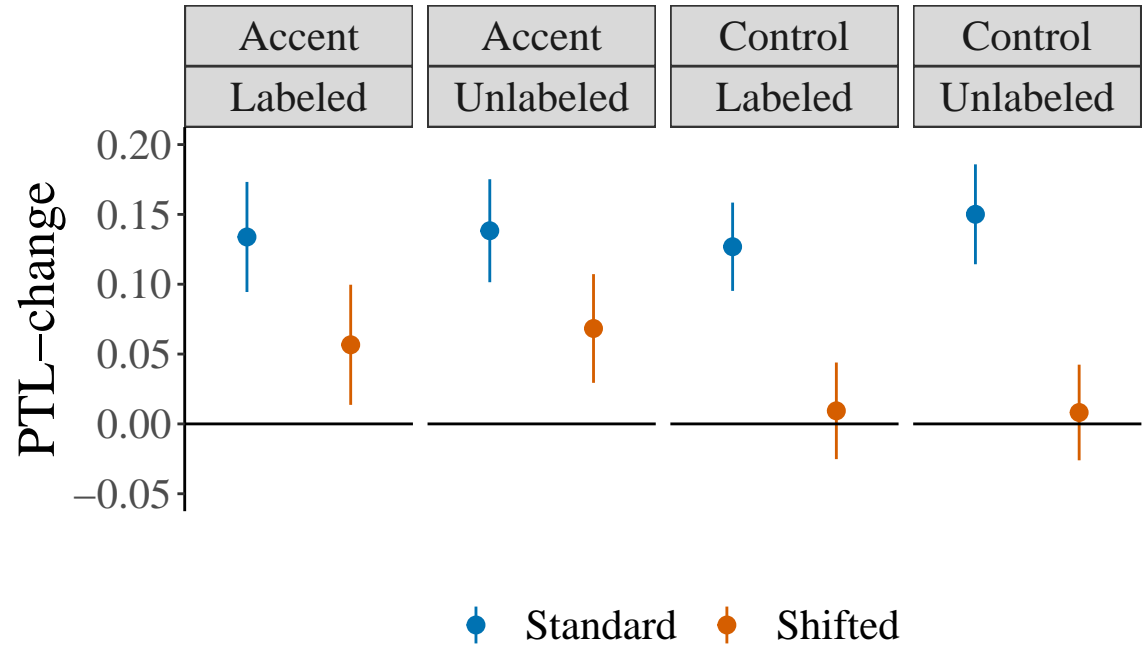 Accent Accent Control Control
Labeled Unlabeled Labeled Unlabeled
PTL−change
0.20
0.15
0.10
0.05
0.00
−0.05
Standard Shifted